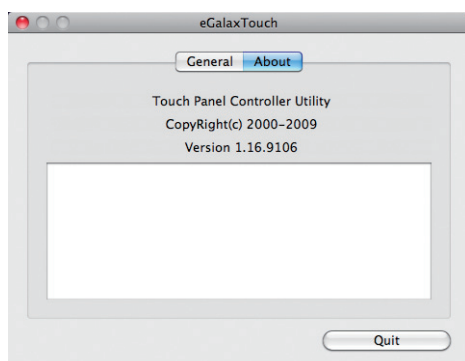 eGalaxTouch
General About
Touch Panel Controller Utility
CopyRight(c) 2000-2009
Version 1.16.9106
Quit